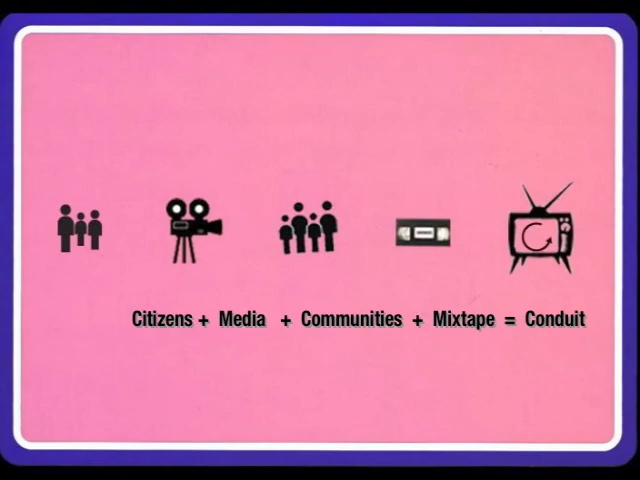 Citizens + Media + Communities + Mixtape = Conduit